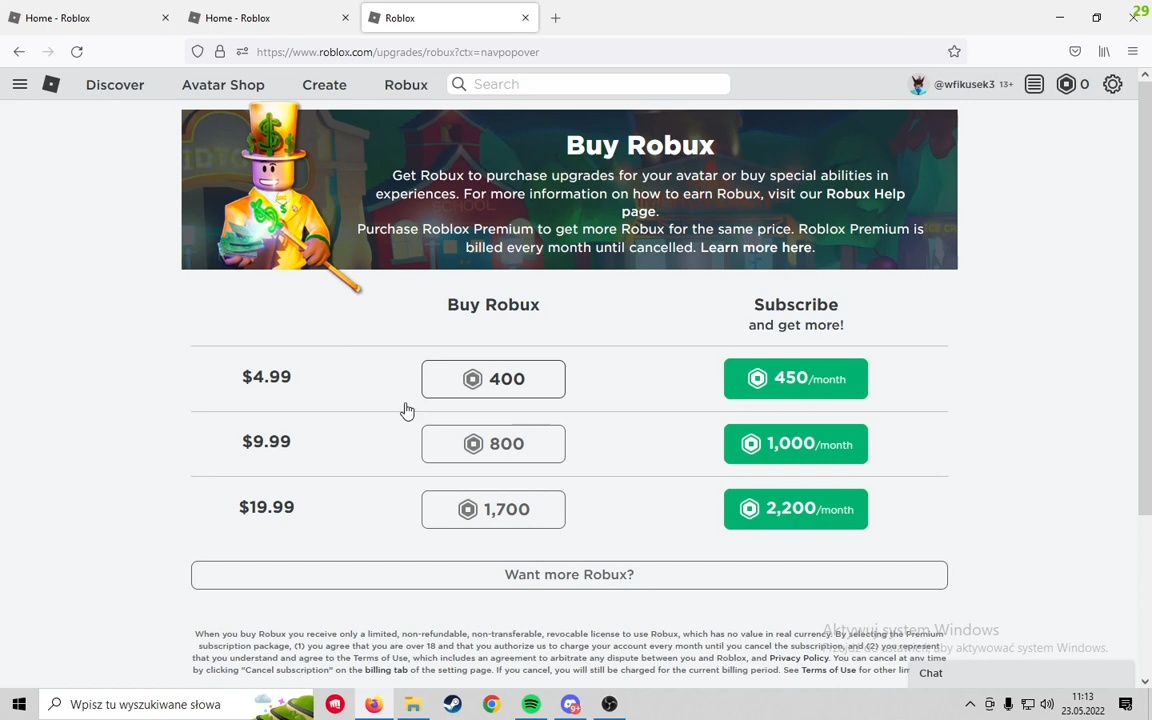 Home - Roblox
Home - Roblox
Roblox
29
https://www.roblox.com/upgrades/robux?ctx=navpopover
Discover
Avatar Shop
Create
Robux
Search
@wfikusek3 13+
0
Buy Robux
Get Robux to purchase upgrades for your avatar or buy special abilities in
experiences. For more information on how to earn Robux, visit our Robux Help
page.
Purchase Roblox Premium to get more Robux for the same price. Roblox Premium is
billed every month until cancelled. Learn more here.
Buy Robux
Subscribe
and get more!
$4.99
400
450/month
$9.99
800
1,000/month
$19.99
1,700
2,200/month
Want more Robux?
When you buy Robux you receive only a limited, non-refundable, non-transferable, revocable license to use Robux, which has no value in real currency. By selecting the Premium
subscription package, (1) you agree that you are over 18 and that you authorize us to charge your account every month until you cancel the subscription, and (2) you represent
that you understand and agree to the Terms of Use, which includes an agreement to arbitrate any dispute between you and Roblox, and Privacy Policy. You can cancel at any time
by clicking "Cancel subscription" on the billing tab of the setting page. If you cancel, you will still be charged for the current billing period. See Terms of Use for other
Aktywuj system Windows
aby aktywować system Windows.
Chat
Wpisz tu wyszukiwane słowa
11:13
23.05.2022